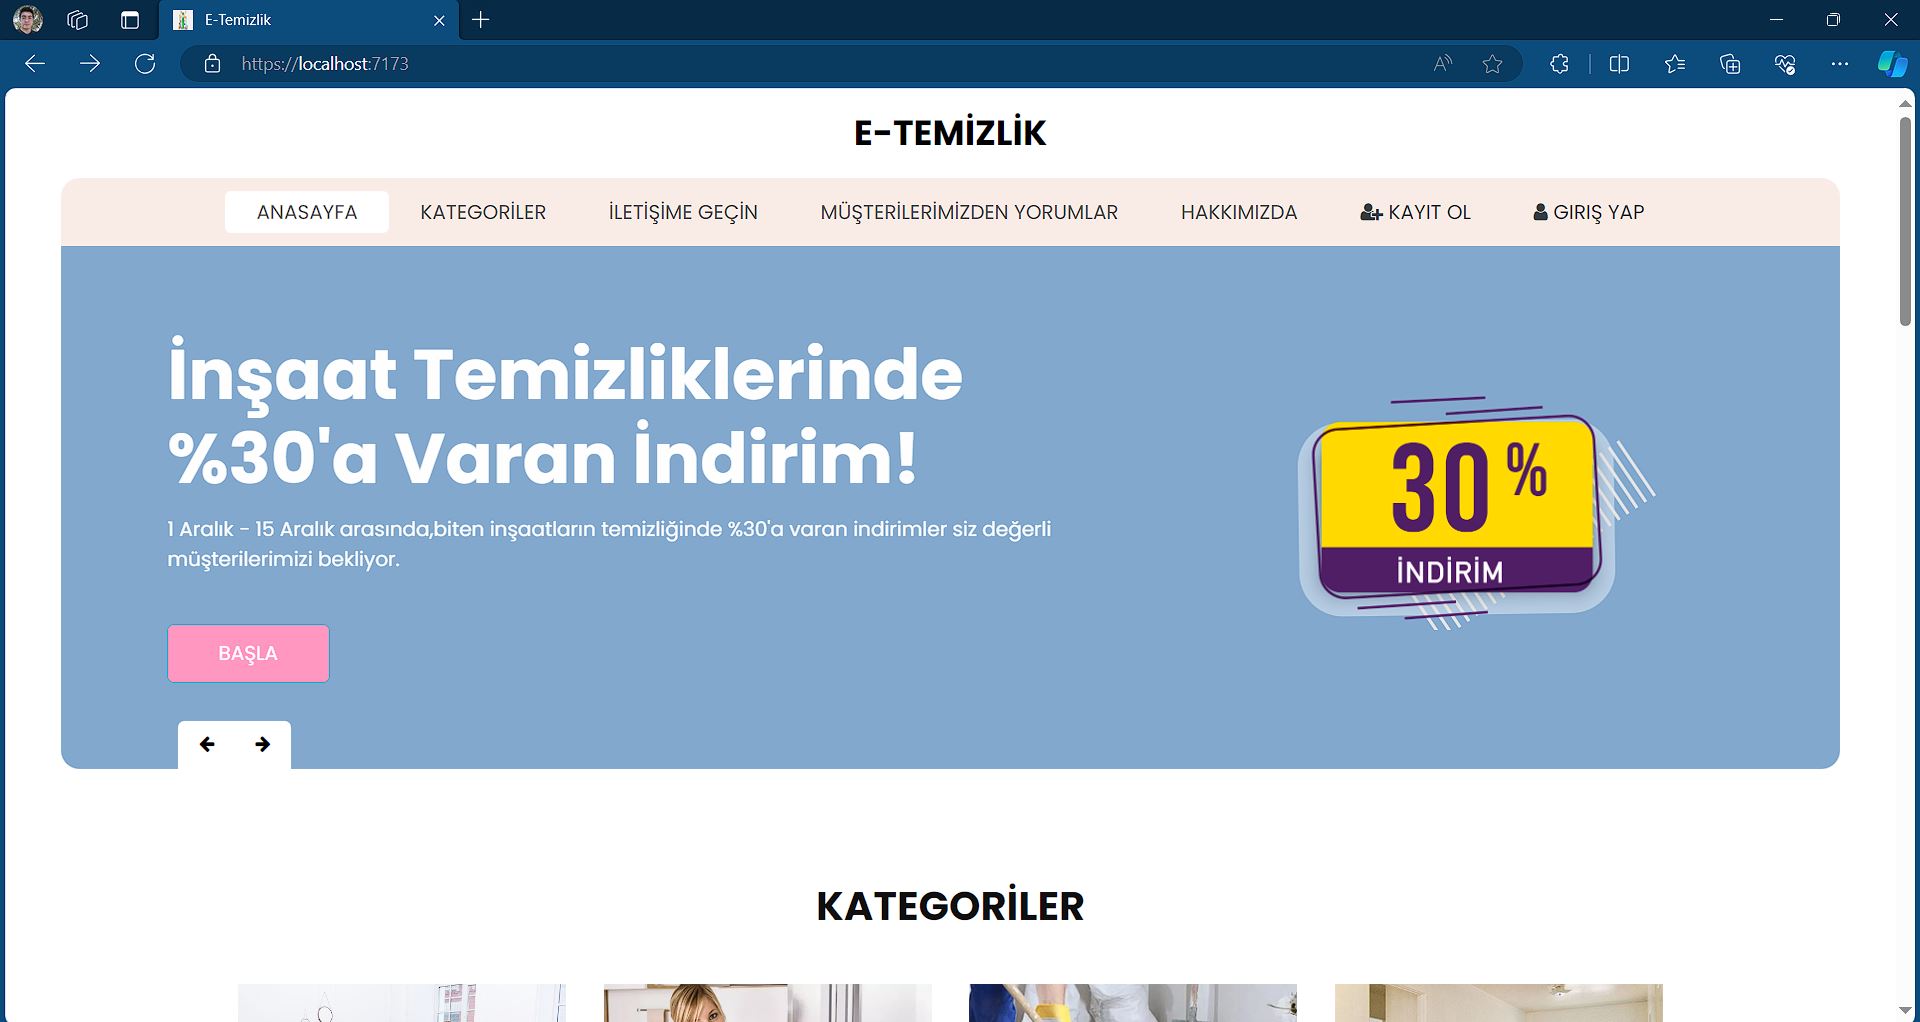 E-Temizlik
https://localhost:7173
E-TEMİZLİK
ANASAYFA KATEGORİLER İLETİŞİME GEÇİN MÜŞTERİLERİMİZDEN YORUMLAR HAKKIMIZDA KAYIT OL GIRIŞ YAP
İnşaat Temizliklerinde
%30'a Varan İndirim!
1 Aralık - 15 Aralık arasında,biten inşaatların temizliğinde %30'a varan indirimler siz değerli
müşterilerimizi bekliyor.
30%
İNDİRİM
BAŞLA
KATEGORİLER